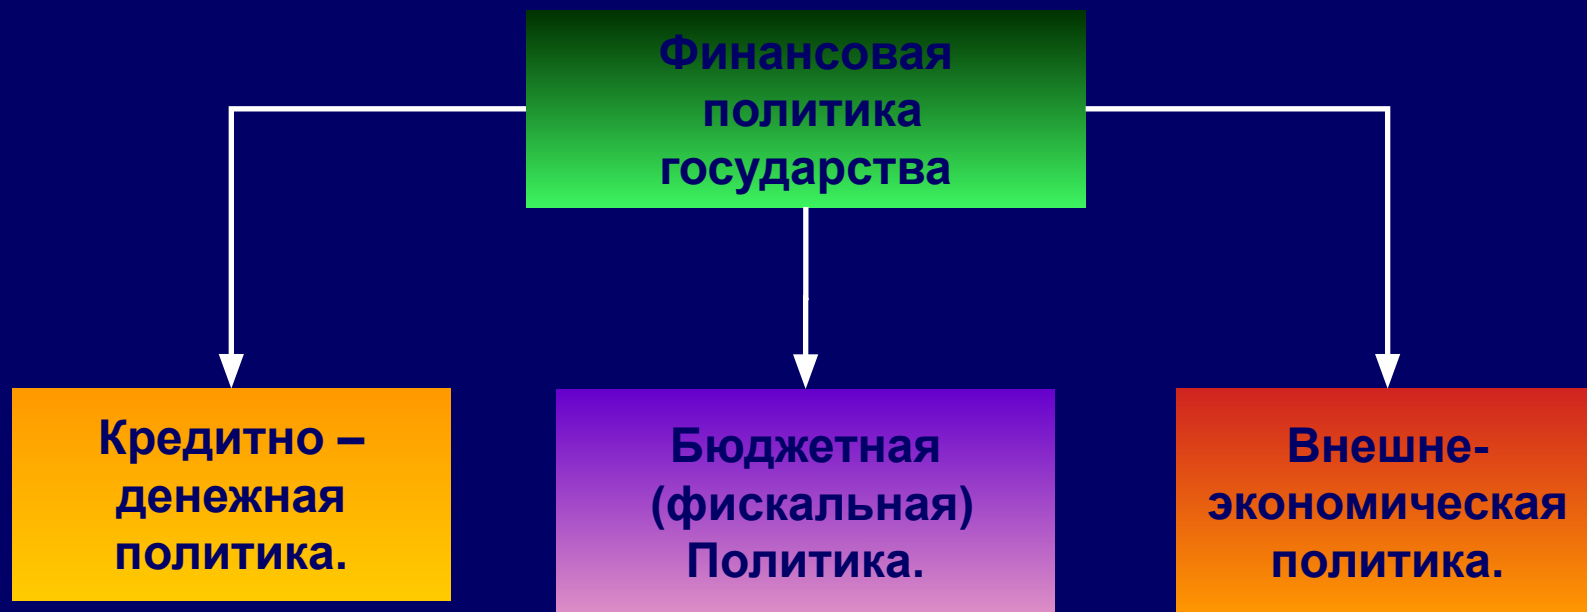 Финансовая
политика
государства
Кредитно –
денежная
политика.
Бюджетная
(фискальная)
Политика.
Внешне-
экономическая
политика.